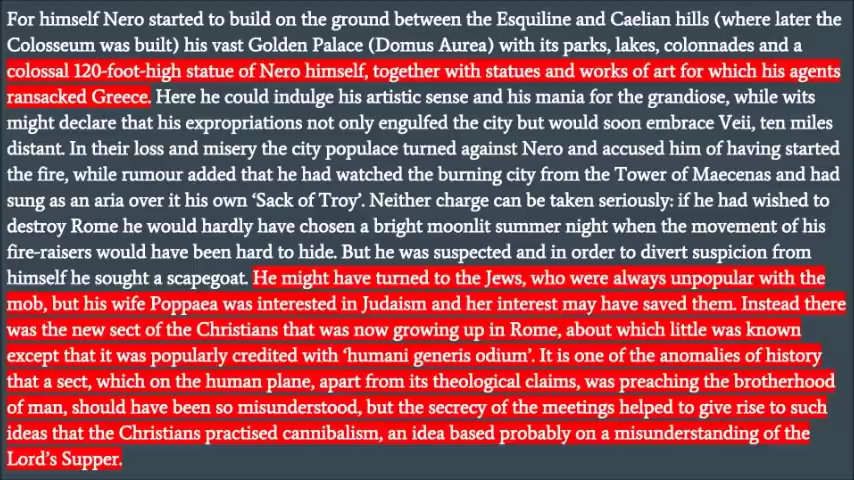 For himself Nero started to build on the ground between the Esquiline and Caelian hills (where later the
Colosseum was built) his vast Golden Palace (Domus Aurea) with its parks, lakes, colonnades and a
colossal 120-foot-high statue of Nero himself, together with statues and works of art for which his agents
ransacked Greece. Here he could indulge his artistic sense and his mania for the grandiose, while wits
might declare that his expropriations not only engulfed the city but would soon embrace Veii, ten miles
distant. In their loss and misery the city populace turned against Nero and accused him of having started
the fire, while rumour added that he had watched the burning city from the Tower of Maecenas and had
sung as an aria over it his own ‘Sack of Troy’. Neither charge can be taken seriously: if he had wished to
destroy Rome he would hardly have chosen a bright moonlit summer night when the movement of his
fire-raisers would have been hard to hide. But he was suspected and in order to divert suspicion from
himself he sought a scapegoat. He might have turned to the Jews, who were always unpopular with the
mob, but his wife Poppaea was interested in Judaism and her interest may have saved them. Instead there
was the new sect of the Christians that was now growing up in Rome, about which little was known
except that it was popularly credited with ‘humani generis odium’. It is one of the anomalies of history
that a sect, which on the human plane, apart from its theological claims, was preaching the brotherhood
of man, should have been so misunderstood, but the secrecy of the meetings helped to give rise to such
ideas that the Christians practised cannibalism, an idea based probably on a misunderstanding of the
Lord’s Supper.